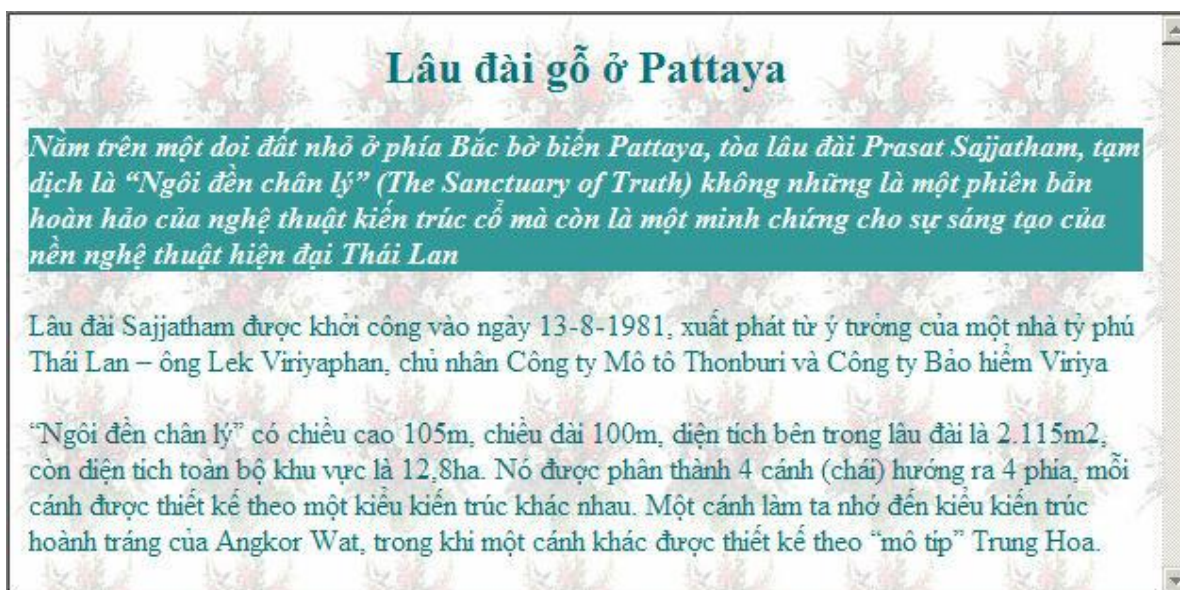 Lâu đài gỗ ở Pattaya
Nằm trên một doi đất nhỏ ở phía Bắc bờ biển Pattaya, tòa lâu đài Prasat Sajjatham, tạm
dịch là “Ngôi đền chân lý” (The Sanctuary of Truth) không những là một phiên bản
hoàn hảo của nghệ thuật kiến trúc cổ mà còn là một minh chứng cho sự sáng tạo của
nền nghệ thuật hiện đại Thái Lan
Lâu đài Sajjatham được khởi công vào ngày 13-8-1981, xuất phát từ ý tưởng của một nhà tỷ phú
Thái Lan – ông Lek Viriyaphan, chủ nhân Công ty Mô tô Thonburi và Công ty Bảo hiểm Viriya
“Ngôi đền chân lý” có chiều cao 105m, chiều dài 100m, diện tích bên trong lâu đài là 2.115m2,
còn diện tích toàn bộ khu vực là 12,8ha. Nó được phân thành 4 cánh (chái) hướng ra 4 phía, mỗi
cánh được thiết kế theo một kiểu kiến trúc khác nhau. Một cánh làm ta nhớ đến kiểu kiến trúc
hoành tráng của Angkor Wat, trong khi một cánh khác được thiết kế theo “mô tip” Trung Hoa.